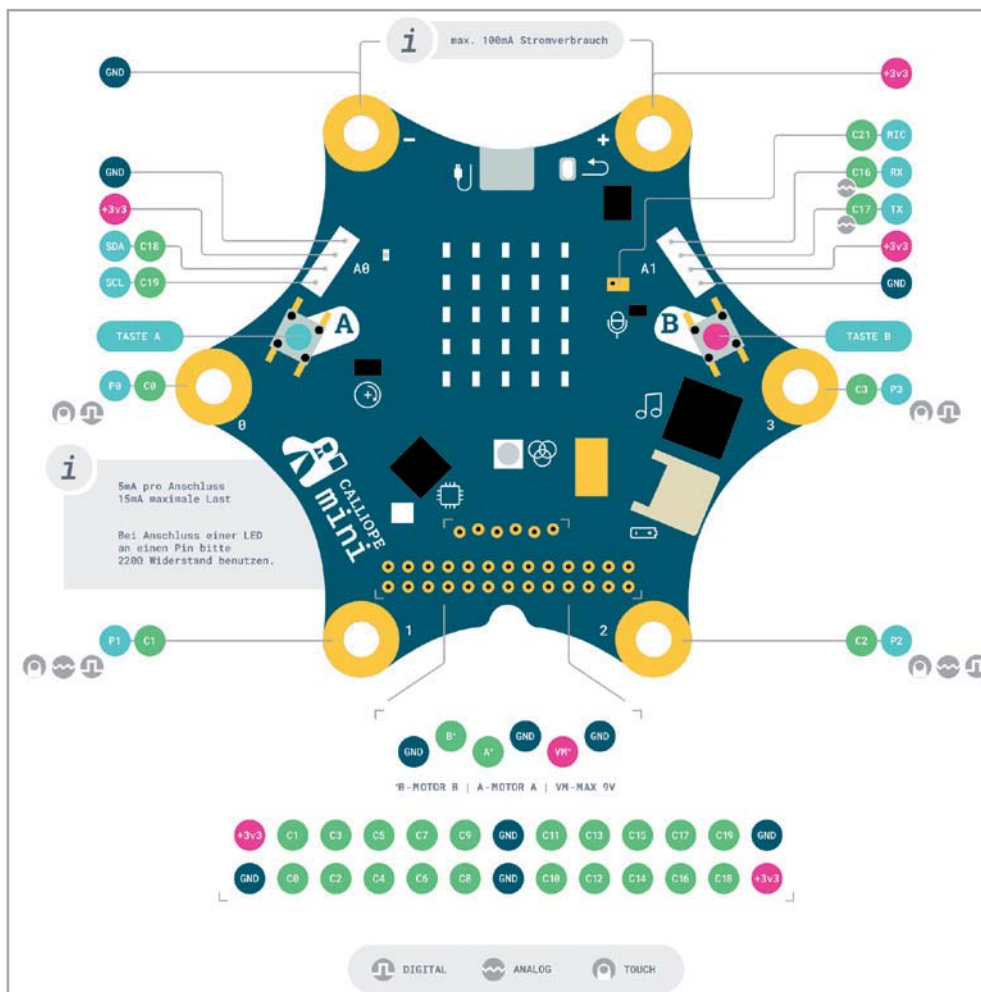 i max. 100mA Stromverbrauch
GND
+3v3
C21 MIC
GND
C16 RX
+3v3
C17 TX
SDA C18
+3v3
SCL C19
GND
- +
A0 A1
TASTE A
A B
TASTE B
P0 C0
C3 P3
0 3
i
5mA pro Anschluss
15mA maximale Last
Bei Anschluss einer LED
an einen Pin bitte
220Ω Widerstand benutzen.
CALLIOPE
mini
1 2
P1 C1
C2 P2
GND B* A* GND VM* GND
*B-MOTOR B | A-MOTOR A | VM-MAX 9V
+3v3 C1 C3 C5 C7 C9 GND C11 C13 C15 C17 C19 GND
GND C0 C2 C4 C6 C8 GND C10 C12 C14 C16 C18 +3v3
DIGITAL ANALOG TOUCH